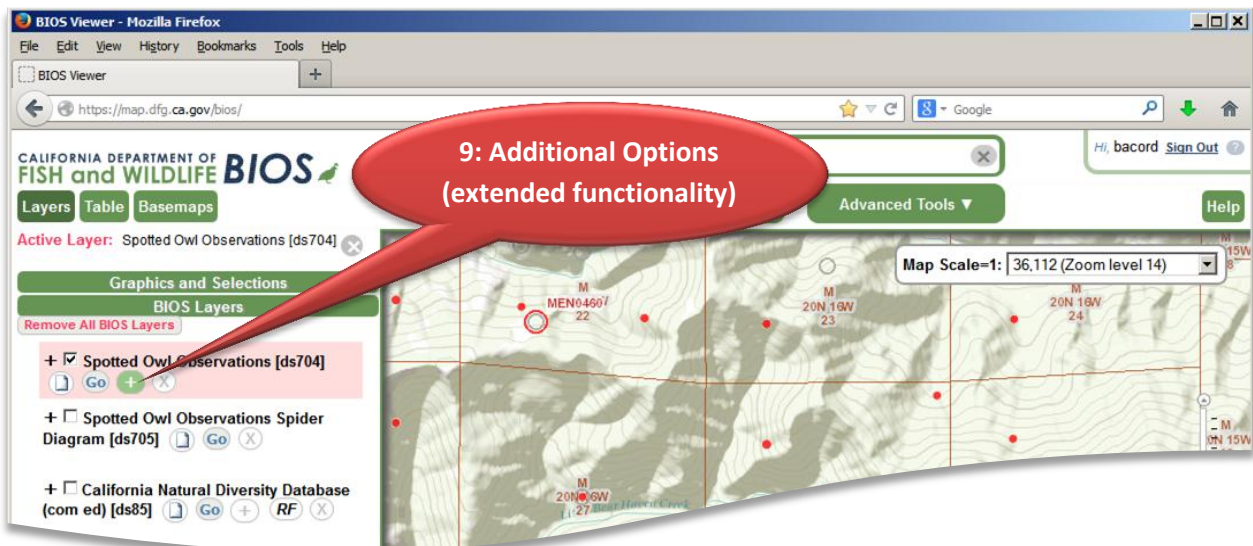 BIOS Viewer - Mozilla Firefox
File Edit View History Bookmarks Tools Help
BIOS Viewer +
https://map.dfg.ca.gov/bios/
Google
CALIFORNIA DEPARTMENT OF
FISH and WILDLIFE BIOS
9: Additional Options
(extended functionality)
Hi, bacord Sign Out
Layers Table Basemaps
Advanced Tools ▼
Help
Active Layer: Spotted Owl Observations [ds704]
Map Scale=1: 36,112 (Zoom level 14)
Graphics and Selections
BIOS Layers
Remove All BIOS Layers
+ Spotted Owl Observations [ds704]
Go + X
+ Spotted Owl Observations Spider
Diagram [ds705] Go X
+ California Natural Diversity Database
(com ed) [ds85] Go + RF X
M
MEN0460
22
M
20N 16W
23
M
20N 16W
24
M
15W
M
20N 6W
27
M
0N 15W